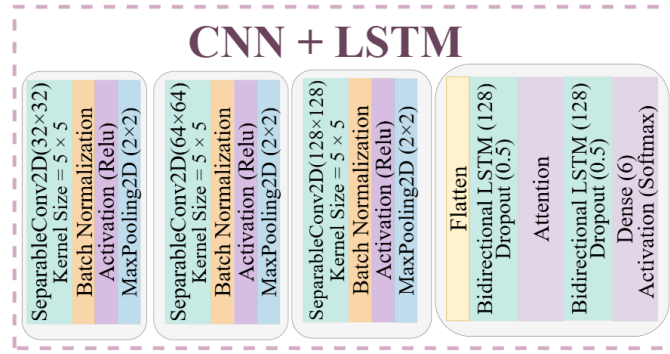 CNN + LSTM
SeparableConv2D(32×32)
Kernel Size = 5 × 5
Batch Normalization
Activation (Relu)
MaxPooling2D (2×2)
SeparableConv2D(64×64)
Kernel Size = 5 × 5
Batch Normalization
Activation (Relu)
MaxPooling2D (2×2)
SeparableConv2D(128×128)
Kernel Size = 5 × 5
Batch Normalization
Activation (Relu)
MaxPooling2D (2×2)
Flatten
Bidirectional LSTM (128)
Dropout (0.5)
Attention
Bidirectional LSTM (128)
Dropout (0.5)
Dense (6)
Activation (Softmax)